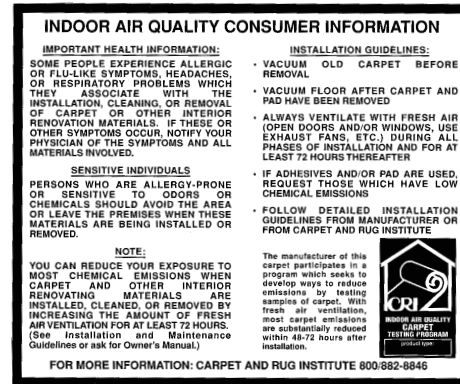 INDOOR AIR QUALITY CONSUMER INFORMATION
IMPORTANT HEALTH INFORMATION:
SOME PEOPLE EXPERIENCE ALLERGIC
OR FLU-LIKE SYMPTOMS, HEADACHES,
OR RESPIRATORY PROBLEMS WHICH
THEY ASSOCIATE WITH THE
INSTALLATION, CLEANING, OR REMOVAL
OF CARPET OR OTHER INTERIOR
RENOVATION MATERIALS. IF THESE OR
OTHER SYMPTOMS OCCUR, NOTIFY YOUR
PHYSICIAN OF THE SYMPTOMS AND ALL
MATERIALS INVOLVED.
SENSITIVE INDIVIDUALS
PERSONS WHO ARE ALLERGY-PRONE
OR SENSITIVE TO ODORS OR
CHEMICALS SHOULD AVOID THE AREA
OR LEAVE THE PREMISES WHEN THESE
MATERIALS ARE BEING INSTALLED OR
REMOVED.
NOTE:
YOU CAN REDUCE YOUR EXPOSURE TO
MOST CHEMICAL EMISSIONS WHEN
CARPET AND OTHER INTERIOR
RENOVATING MATERIALS ARE
INSTALLED, CLEANED, OR REMOVED BY
INCREASING THE AMOUNT OF FRESH
AIR VENTILATION FOR AT LEAST 72 HOURS.
(See Installation and Maintenance
Guidelines or ask for Owner's Manual.)
INSTALLATION GUIDELINES:
• VACUUM OLD CARPET BEFORE
REMOVAL
• VACUUM FLOOR AFTER CARPET AND
PAD HAVE BEEN REMOVED
• ALWAYS VENTILATE WITH FRESH AIR
(OPEN DOORS AND/OR WINDOWS, USE
EXHAUST FANS, ETC.) DURING ALL
PHASES OF INSTALLATION AND FOR AT
LEAST 72 HOURS THEREAFTER
• IF ADHESIVES AND/OR PAD ARE USED,
REQUEST THOSE WHICH HAVE LOW
CHEMICAL EMISSIONS
• FOLLOW DETAILED INSTALLATION
GUIDELINES FROM MANUFACTURER OR
FROM CARPET AND RUG INSTITUTE
The manufacturer of this
carpet participates in a
program which seeks to
develop ways to reduce
emissions by testing
samples of carpet. With
fresh air ventilation,
most carpet emissions
are substantially reduced
within 48-72 hours after
installation.
CRI
INDOOR AIR QUALITY
CARPET
TESTING PROGRAM
product type:
FOR MORE INFORMATION: CARPET AND RUG INSTITUTE 800/882-8846